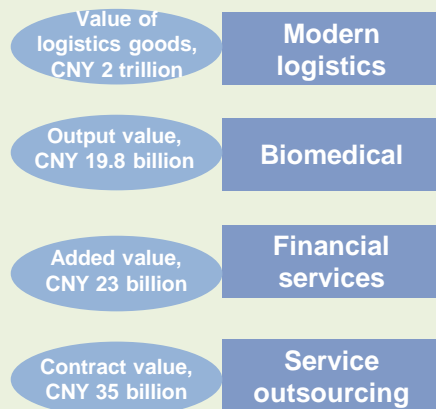 Value of
logistics goods,
CNY 2 trillion
Modern
logistics
Output value,
CNY 19.8 billion
Biomedical
Added value,
CNY 23 billion
Financial
services
Contract value,
CNY 35 billion
Service
outsourcing